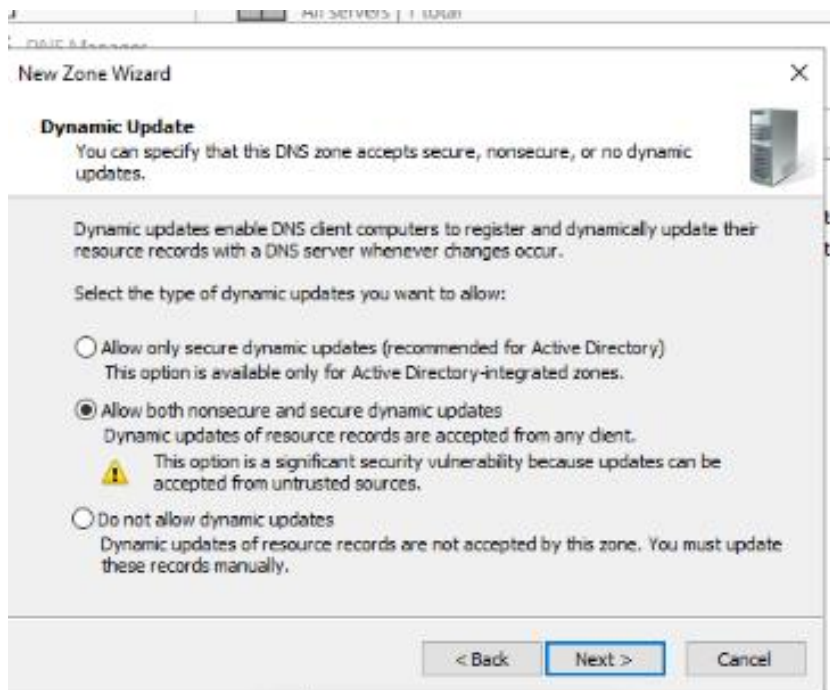 All Servers | 1 total
DNS Manager
New Zone Wizard
Dynamic Update
You can specify that this DNS zone accepts secure, nonsecure, or no dynamic
updates.
Dynamic updates enable DNS client computers to register and dynamically update their
resource records with a DNS server whenever changes occur.
Select the type of dynamic updates you want to allow:
Allow only secure dynamic updates (recommended for Active Directory)
This option is available only for Active Directory-integrated zones.
Allow both nonsecure and secure dynamic updates
Dynamic updates of resource records are accepted from any client.
This option is a significant security vulnerability because updates can be
accepted from untrusted sources.
Do not allow dynamic updates
Dynamic updates of resource records are not accepted by this zone. You must update
these records manually.
< Back Next > Cancel